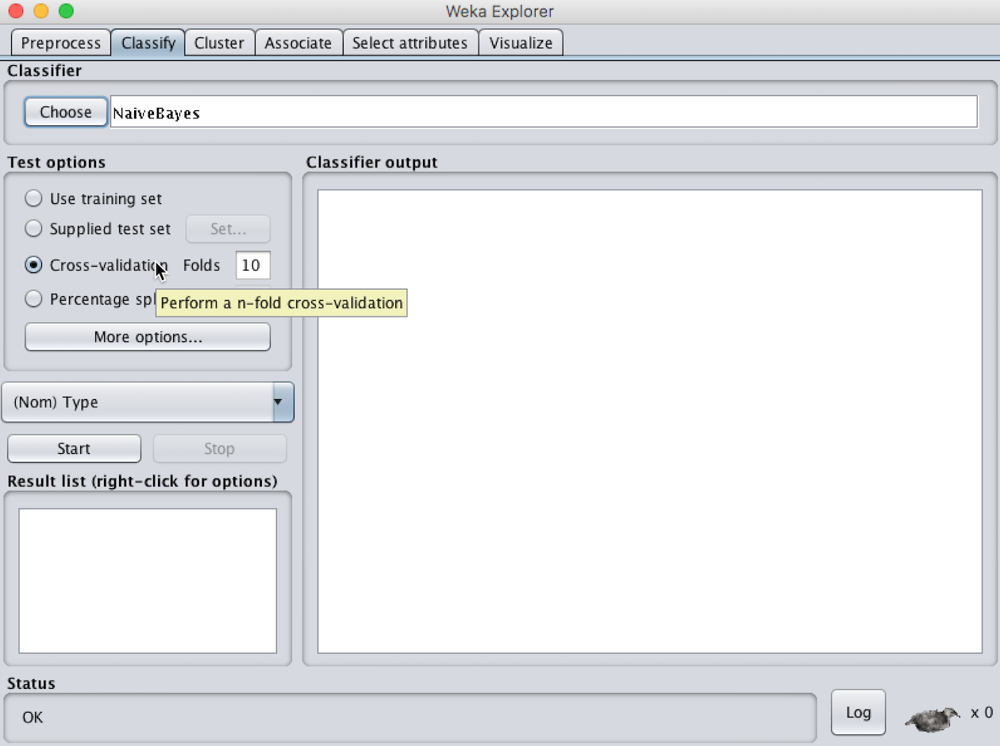 Weka Explorer
Preprocess Classify Cluster Associate Select attributes Visualize
Classifier
Choose NaiveBayes
Test options
Use training set
Supplied test set Set...
Cross-validation Folds 10
Percentage spl
Perform a n-fold cross-validation
More options...
(Nom) Type
Start Stop
Result list (right-click for options)
Classifier output
Status
OK
Log x 0